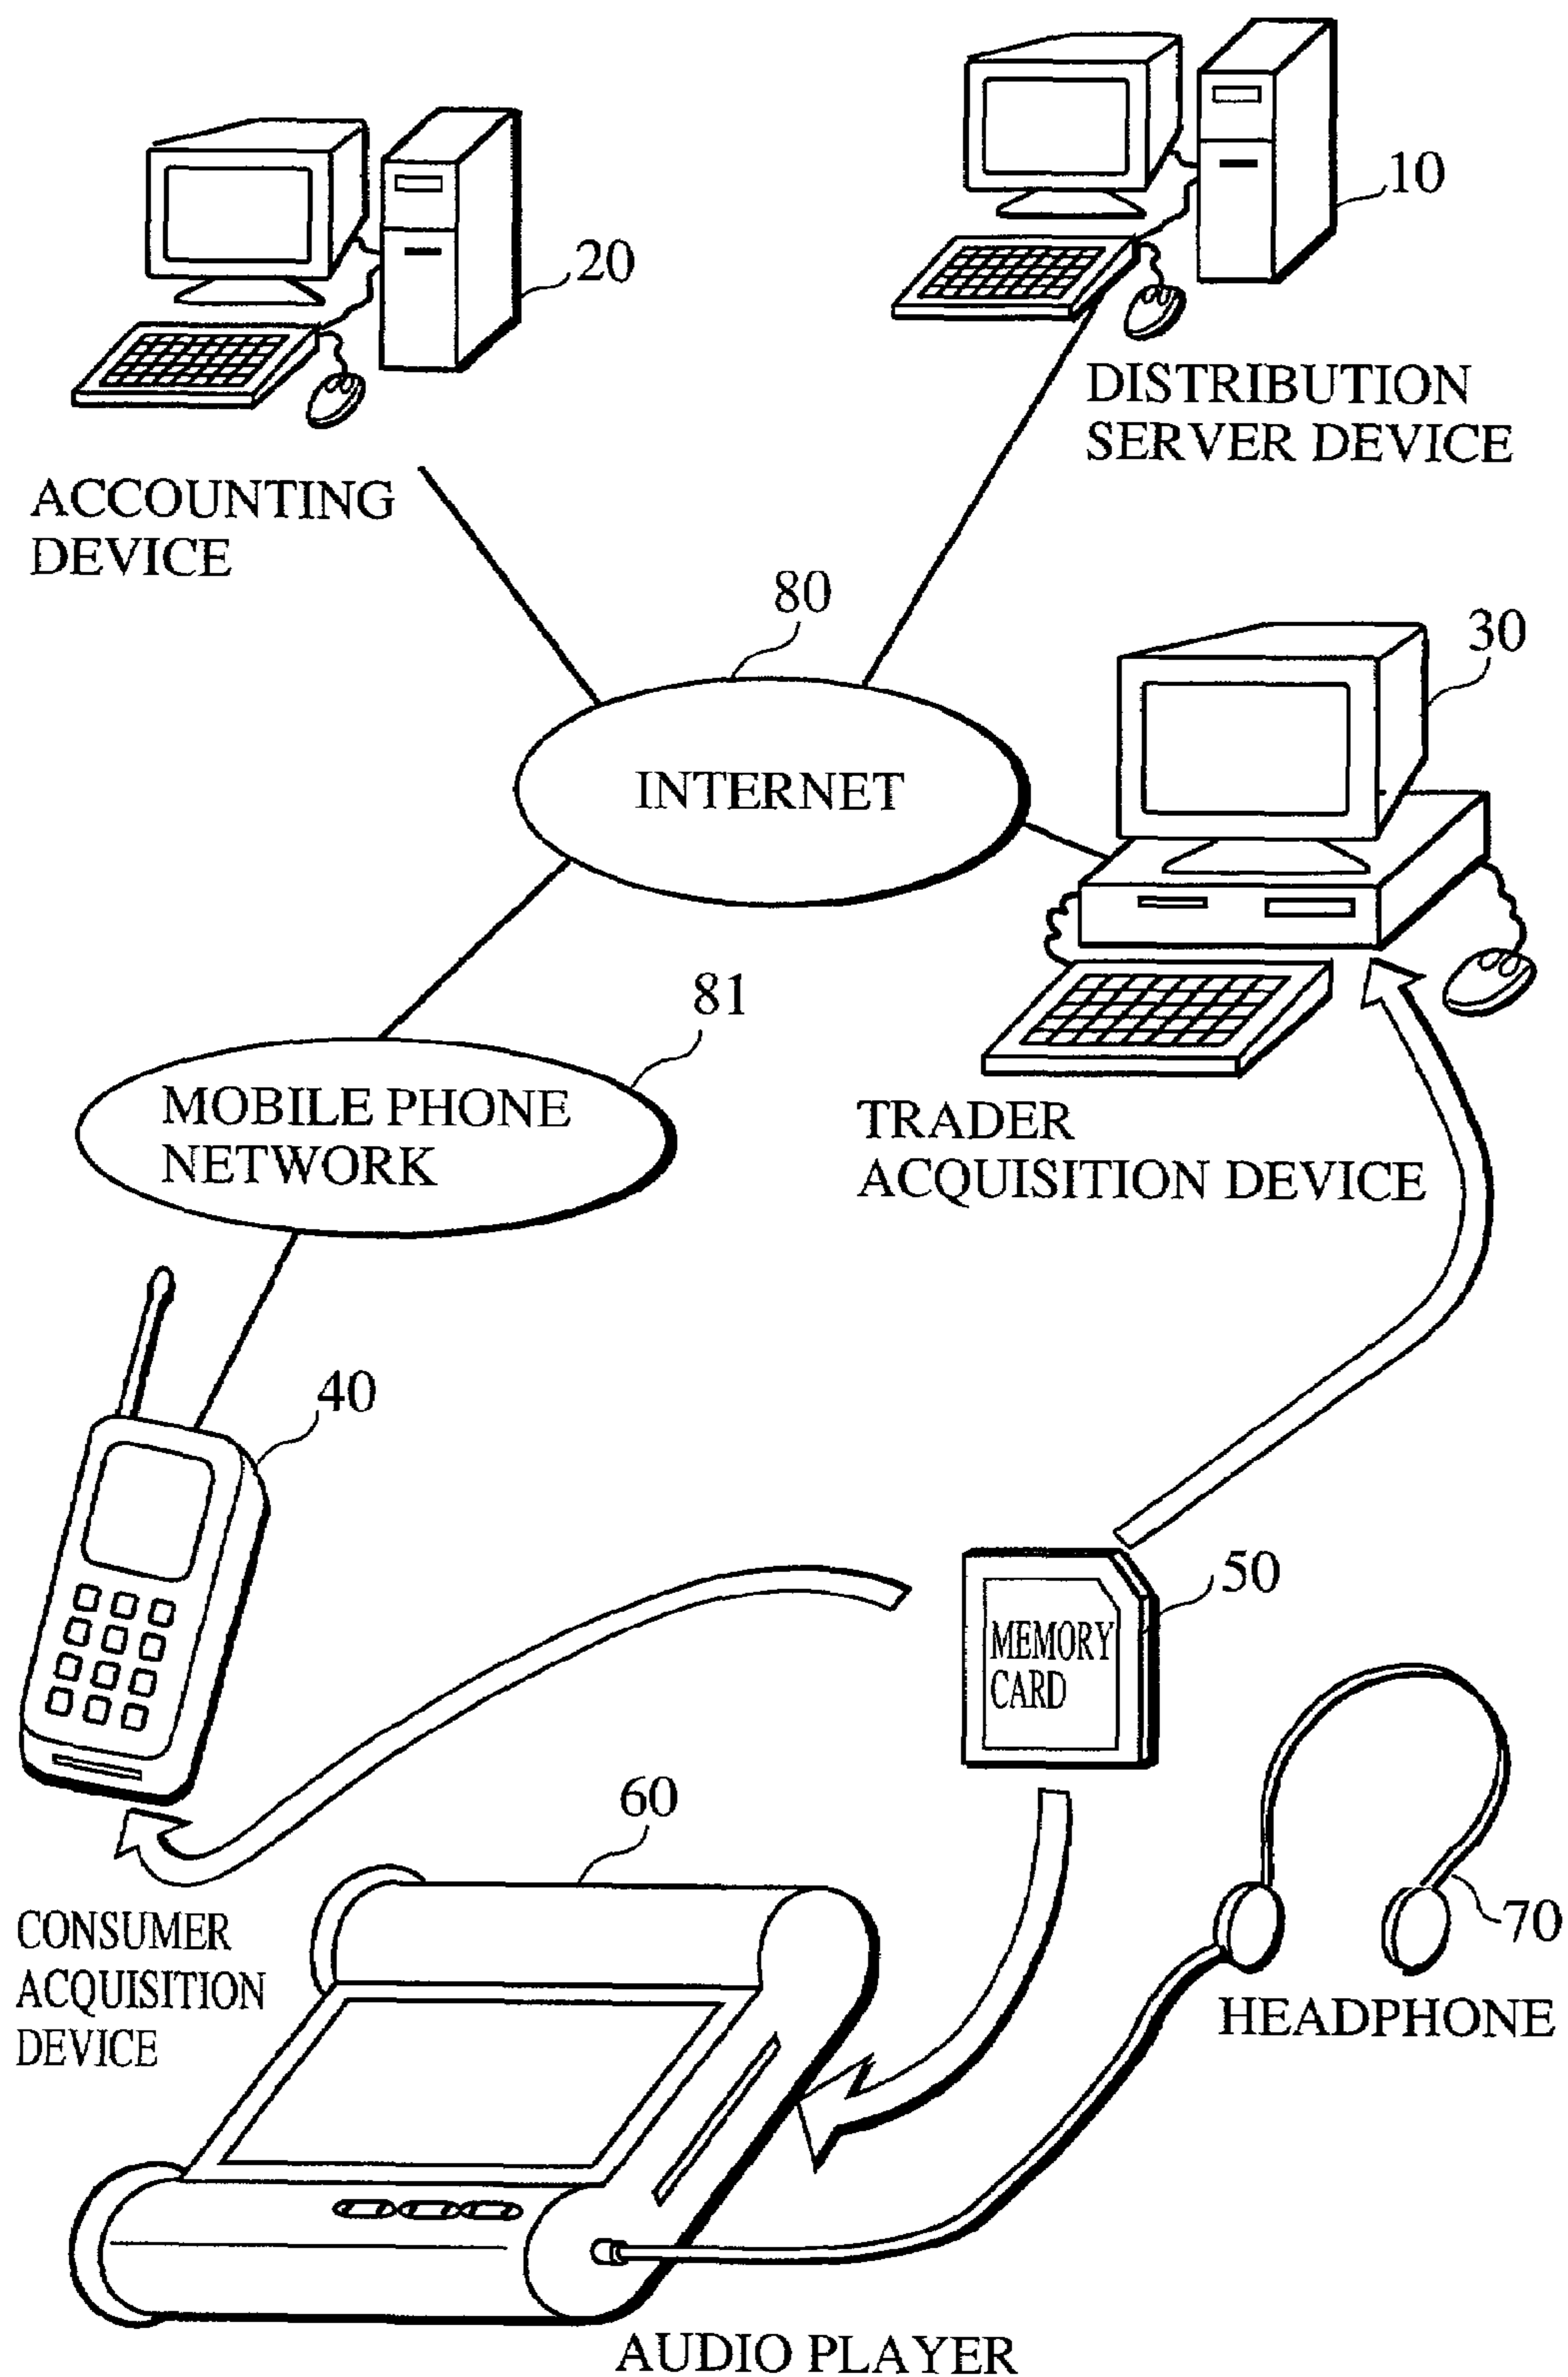 10
20
DISTRIBUTION
SERVER DEVICE
ACCOUNTING
DEVICE
80
30
INTERNET
81
MOBILE PHONE
NETWORK
TRADER
ACQUISITION DEVICE
40
50
MEMORY
CARD
60
70
CONSUMER
ACQUISITION
DEVICE
HEADPHONE
AUDIO PLAYER